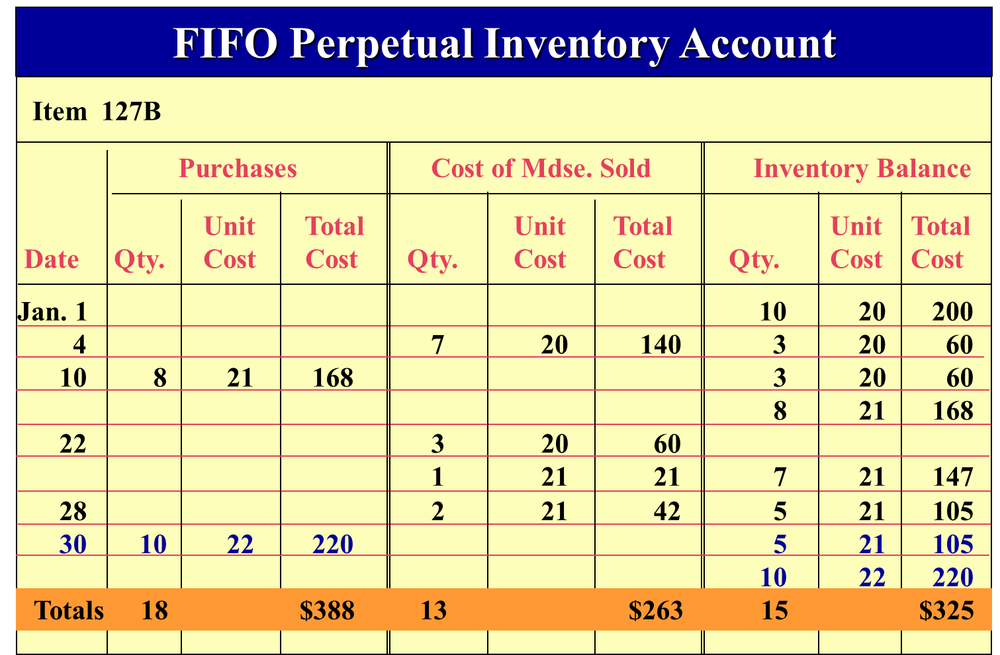 FIFO Perpetual Inventory Account
Item 127B
Purchases Cost of Mdse. Sold Inventory Balance
Unit Total Unit Total Unit Total
Date Qty. Cost Cost Qty. Cost Cost Qty. Cost Cost
Jan. 1 10 20 200
4 7 20 140 3 20 60
10 8 21 168 3 20 60
8 21 168
22 3 20 60
1 21 21 7 21 147
28 2 21 42 5 21 105
30 10 22 220 5 21 105
10 22 220
Totals 18 $388 13 $263 15 $325